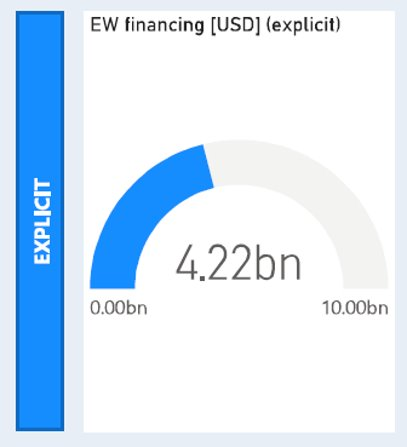 EXPLICIT
EW financing [USD] (explicit)
4.22bn
0.00bn
10.00bn